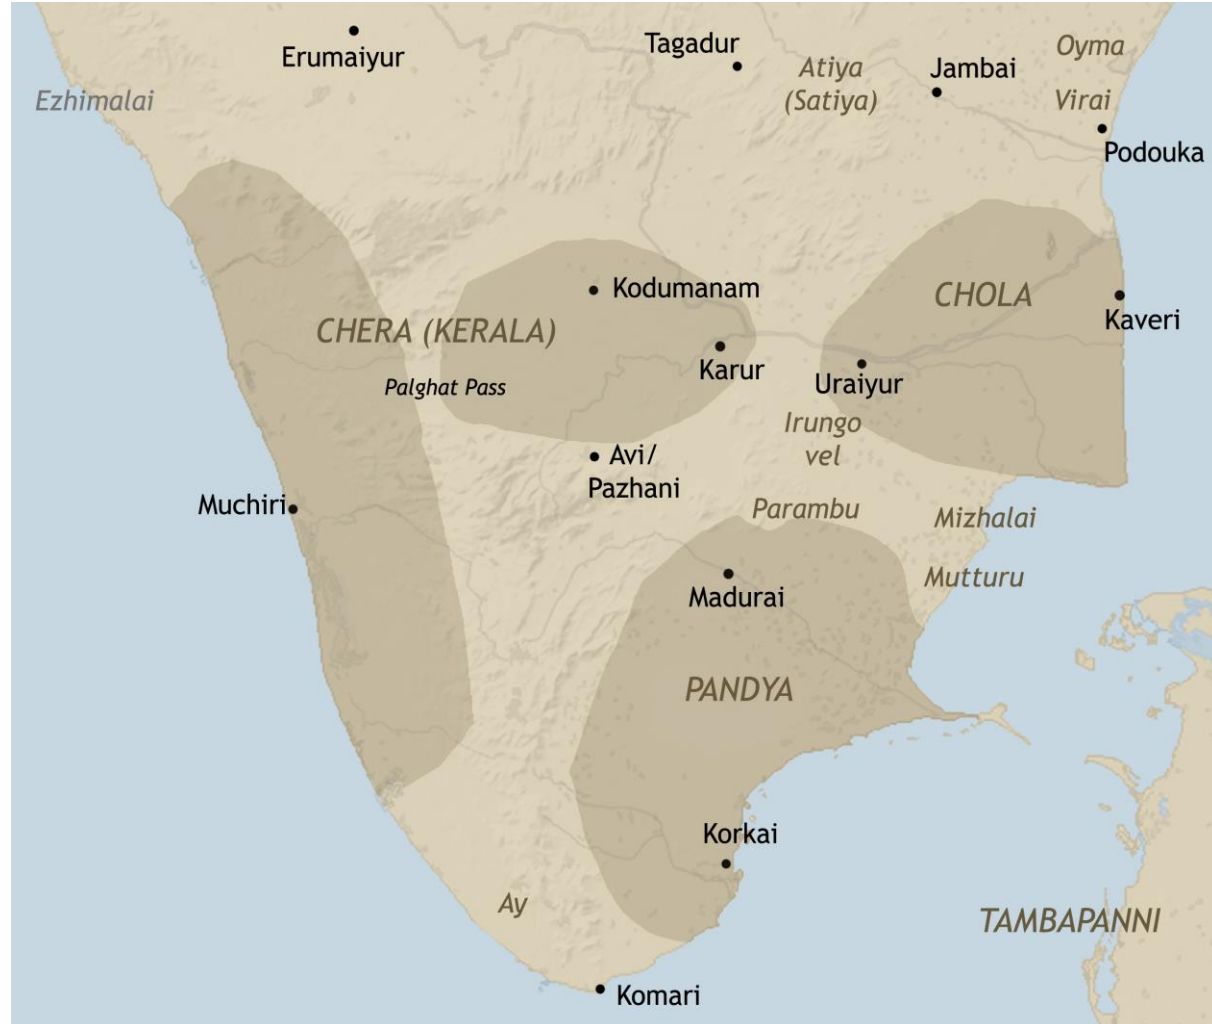 Erumaiyur
Tagadur
Oyma
Atiya
(Satiya)
Jambai
Ezhimalai
Virai
Podouka
Kodumanam
CHOLA
Kaveri
CHERA (KERALA)
Karur
Palghat Pass
Uraiyur
Irungo
vel
Avi/
Pazhani
Muchiri
Parambu
Mizhalai
Mutturu
Madurai
PANDYA
Korkai
Ay
TAMBAPANNI
Komari